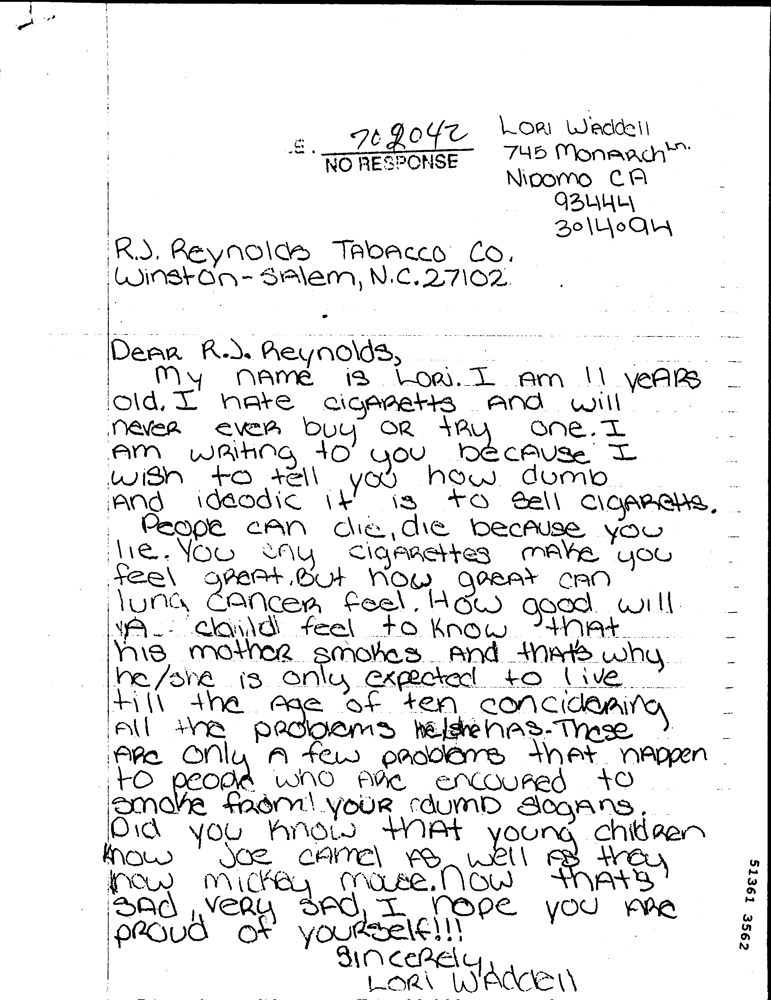 702042
NO RESPONSE
LORI WADDELL
745 MONARCH Ln.
NIPOMO CA
93444
3014094
R.J. Reynolds TABACCO CO.
Winston-SAlem, N.C. 27102
DEAR R.J. Reynolds,
My NAME is LORi. I Am 11 yeARS
old. I hAte cigARetts And will
never ever buy OR tRy one. I
Am wRiting to you becAuse I
wish to tell you how dumb
And ideodic it is to sell cigARetts.
Peope cAn die, die becAuse you
lie. You say cigARettes mAke you
feel gReAt. But how gReAt cAn
lung CAnceR feel. How good will
A child feel to know thAt
his motheR smokes And thAt's why
he/she is only expected to live
till the Age of ten concideRing
All the pRoblems he/she hAs. These
ARe only A few pRoblems thAt hAppen
to people who ARe encouRed to
smoke fRom your dumb slogAns.
Did you know thAt young childRen
know Joe CAmel As well As they
know mickey mouse. Now thAt's
SAd, veRy SAd, I hope you ARe
pRoud of youRself!!!
SinceRely,
LORi WAddell
51361 3562